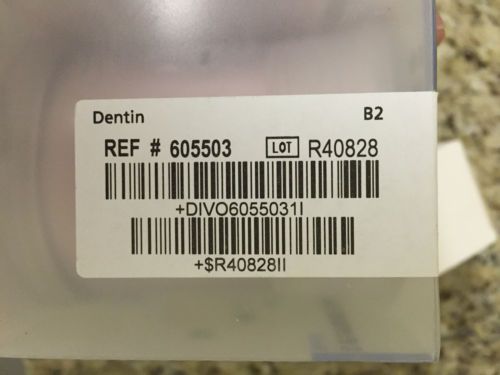 Dentin B2
REF # 605503 LOT R40828
+DIVO6055031I
+$R40828II